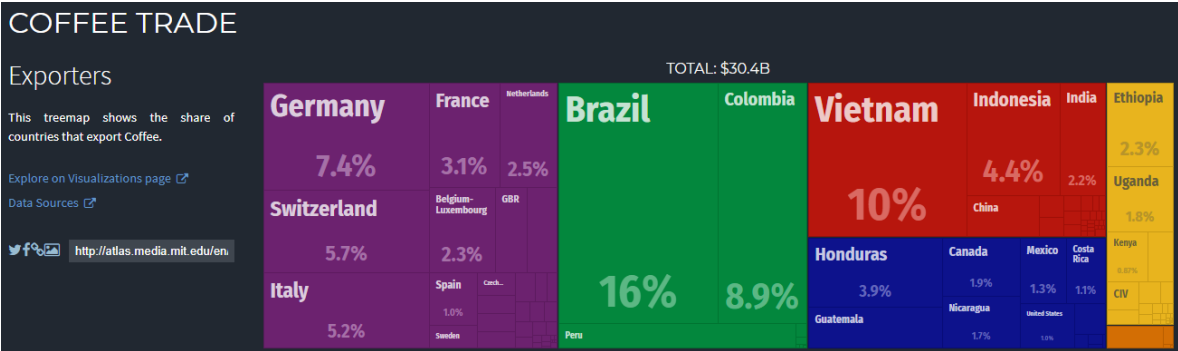 COFFEE TRADE
Exporters
This treemap shows the share of
countries that export Coffee.
Explore on Visualizations page
Data Sources
http://atlas.media.mit.edu/en/
TOTAL: $30.4B
Germany
7.4%
Switzerland
5.7%
Italy
5.2%
France
3.1%
Netherlands
2.5%
Belgium-
Luxembourg
2.3%
GBR
Spain
1.0%
Czech...
Sweden
Brazil
16%
Colombia
8.9%
Peru
Vietnam
10%
Indonesia
4.4%
India
2.2%
China
Honduras
3.9%
Guatemala
Canada
1.9%
Nicaragua
1.7%
Mexico
1.3%
Costa
Rica
1.1%
United States
Ethiopia
2.3%
Uganda
1.8%
Kenya
0.87%
CIV